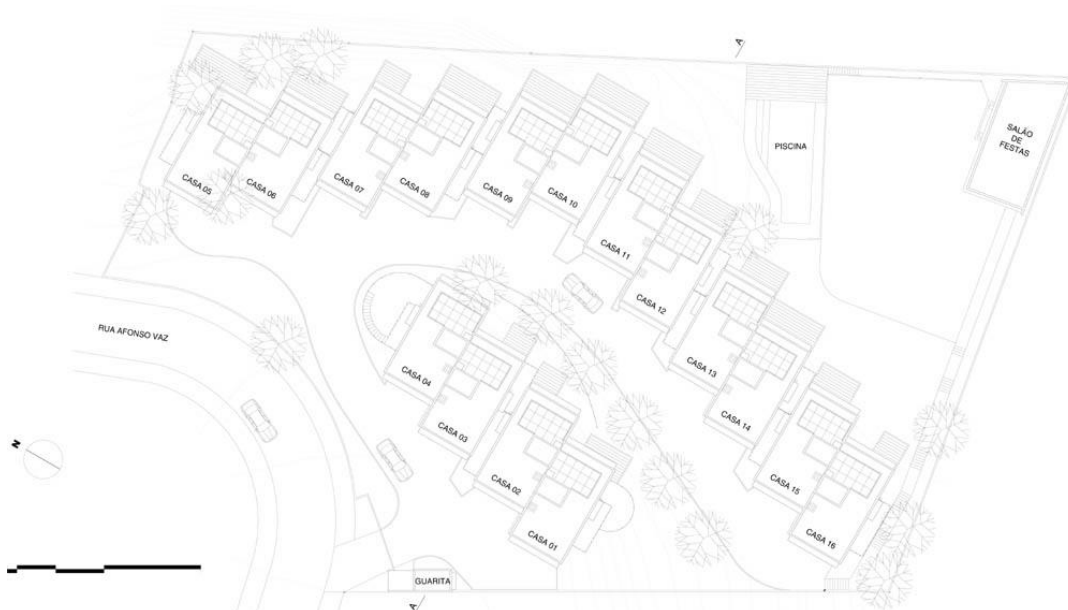 A
SALÃO
DE
FESTAS
PISCINA
CASA 05
CASA 06
CASA 07
CASA 08
CASA 09
CASA 10
CASA 11
CASA 12
CASA 13
CASA 14
CASA 15
CASA 16
RUA AFONSO VAZ
CASA 04
CASA 03
CASA 02
CASA 01
N
GUARITA
A